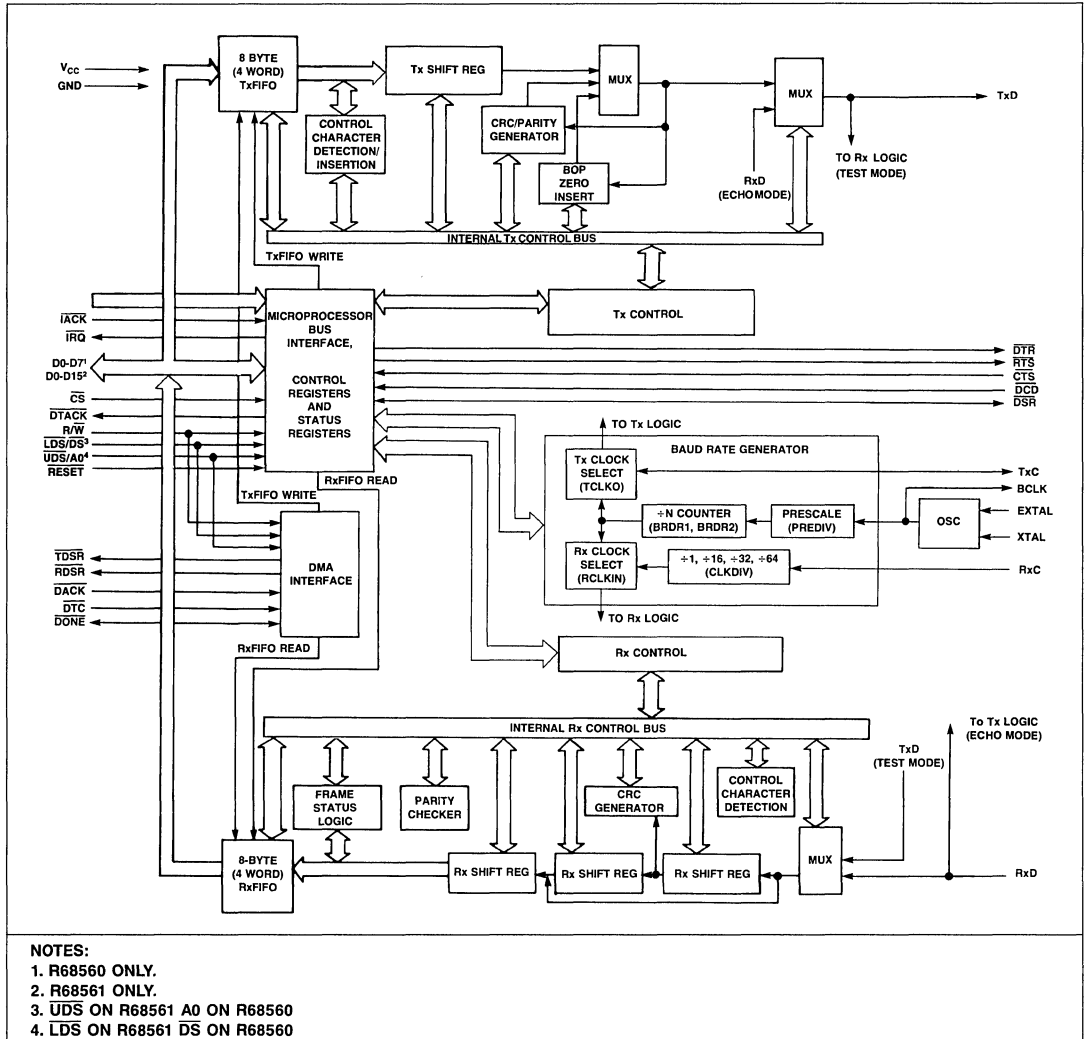 8 BYTE
(4 WORD)
TxFIFO
Tx SHIFT REG
MUX
MUX
VCC
GND
TxD
CONTROL
CHARACTER
DETECTION/
INSERTION
CRC/PARITY
GENERATOR
BOP
ZERO
INSERT
RxD
(ECHO MODE)
TO Rx LOGIC
(TEST MODE)
INTERNAL Tx CONTROL BUS
TxFIFO WRITE
MICROPROCESSOR
BUS
INTERFACE,
CONTROL
REGISTERS
AND
STATUS
REGISTERS
Tx CONTROL
IACK
IRQ
D0-D7¹
D0-D15²
CS
DTACK
R/W
LDS/DS³
UDS/A0⁴
RESET
DTR
RTS
CTS
DCD
DSR
TO Tx LOGIC
BAUD RATE GENERATOR
Tx CLOCK
SELECT
(TCLKO)
TxC
BCLK
EXTAL
XTAL
RxC
÷N COUNTER
(BRDR1, BRDR2)
PRESCALE
(PREDIV)
OSC
Rx CLOCK
SELECT
(RCLKIN)
÷1, ÷16, ÷32, ÷64
(CLKDIV)
TO Rx LOGIC
RxFIFO READ
TxFIFO WRITE
DMA
INTERFACE
TDSR
RDSR
DACK
DTC
DONE
RxFIFO READ
Rx CONTROL
INTERNAL Rx CONTROL BUS
To Tx LOGIC
(ECHO MODE)
TxD
(TEST MODE)
FRAME
STATUS
LOGIC
PARITY
CHECKER
CRC
GENERATOR
CONTROL
CHARACTER
DETECTION
8-BYTE
(4 WORD)
RxFIFO
Rx SHIFT REG
Rx SHIFT REG
Rx SHIFT REG
MUX
RxD
NOTES:
1. R68560 ONLY.
2. R68561 ONLY.
3. UDS ON R68561 A0 ON R68560
4. LDS ON R68561 DS ON R68560